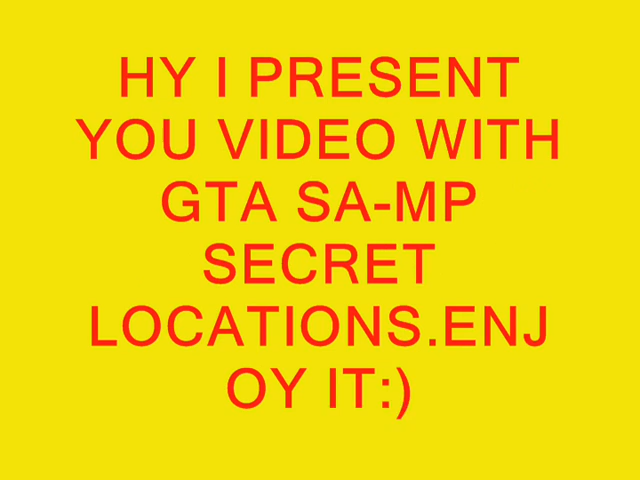 HY I PRESENT
YOU VIDEO WITH
GTA SA-MP
SECRET
LOCATIONS.ENJ
OY IT:)